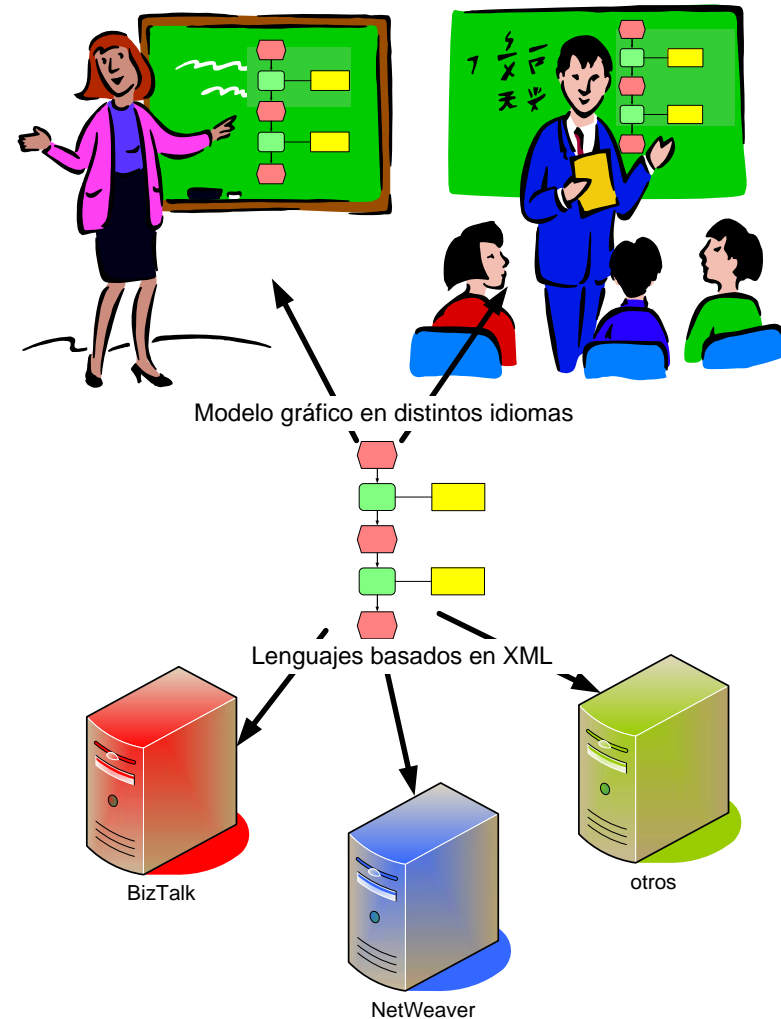 Modelo gráfico en distintos idiomas
Lenguajes basados en XML
BizTalk
otros
NetWeaver